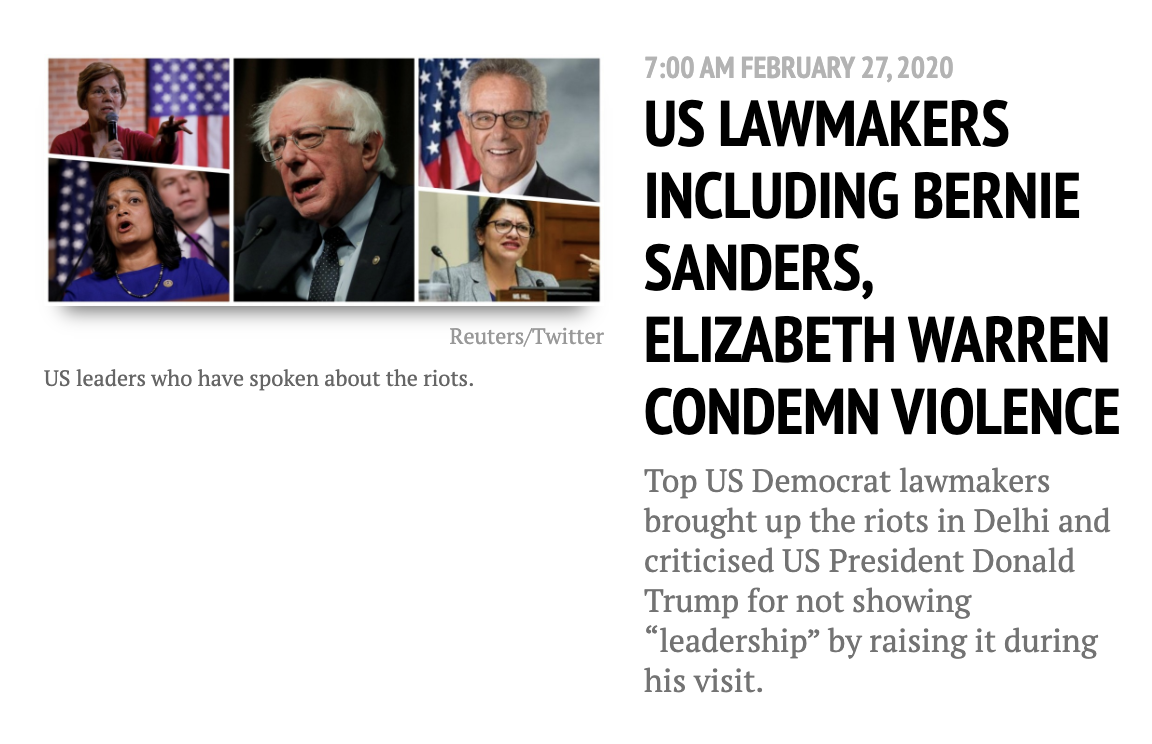 7:00 AM FEBRUARY 27, 2020
US LAWMAKERS
INCLUDING BERNIE
SANDERS,
ELIZABETH WARREN
CONDEMN VIOLENCE
Top US Democrat lawmakers
brought up the riots in Delhi and
criticised US President Donald
Trump for not showing
“leadership” by raising it during
his visit.
MS. HILL
Reuters/Twitter
US leaders who have spoken about the riots.